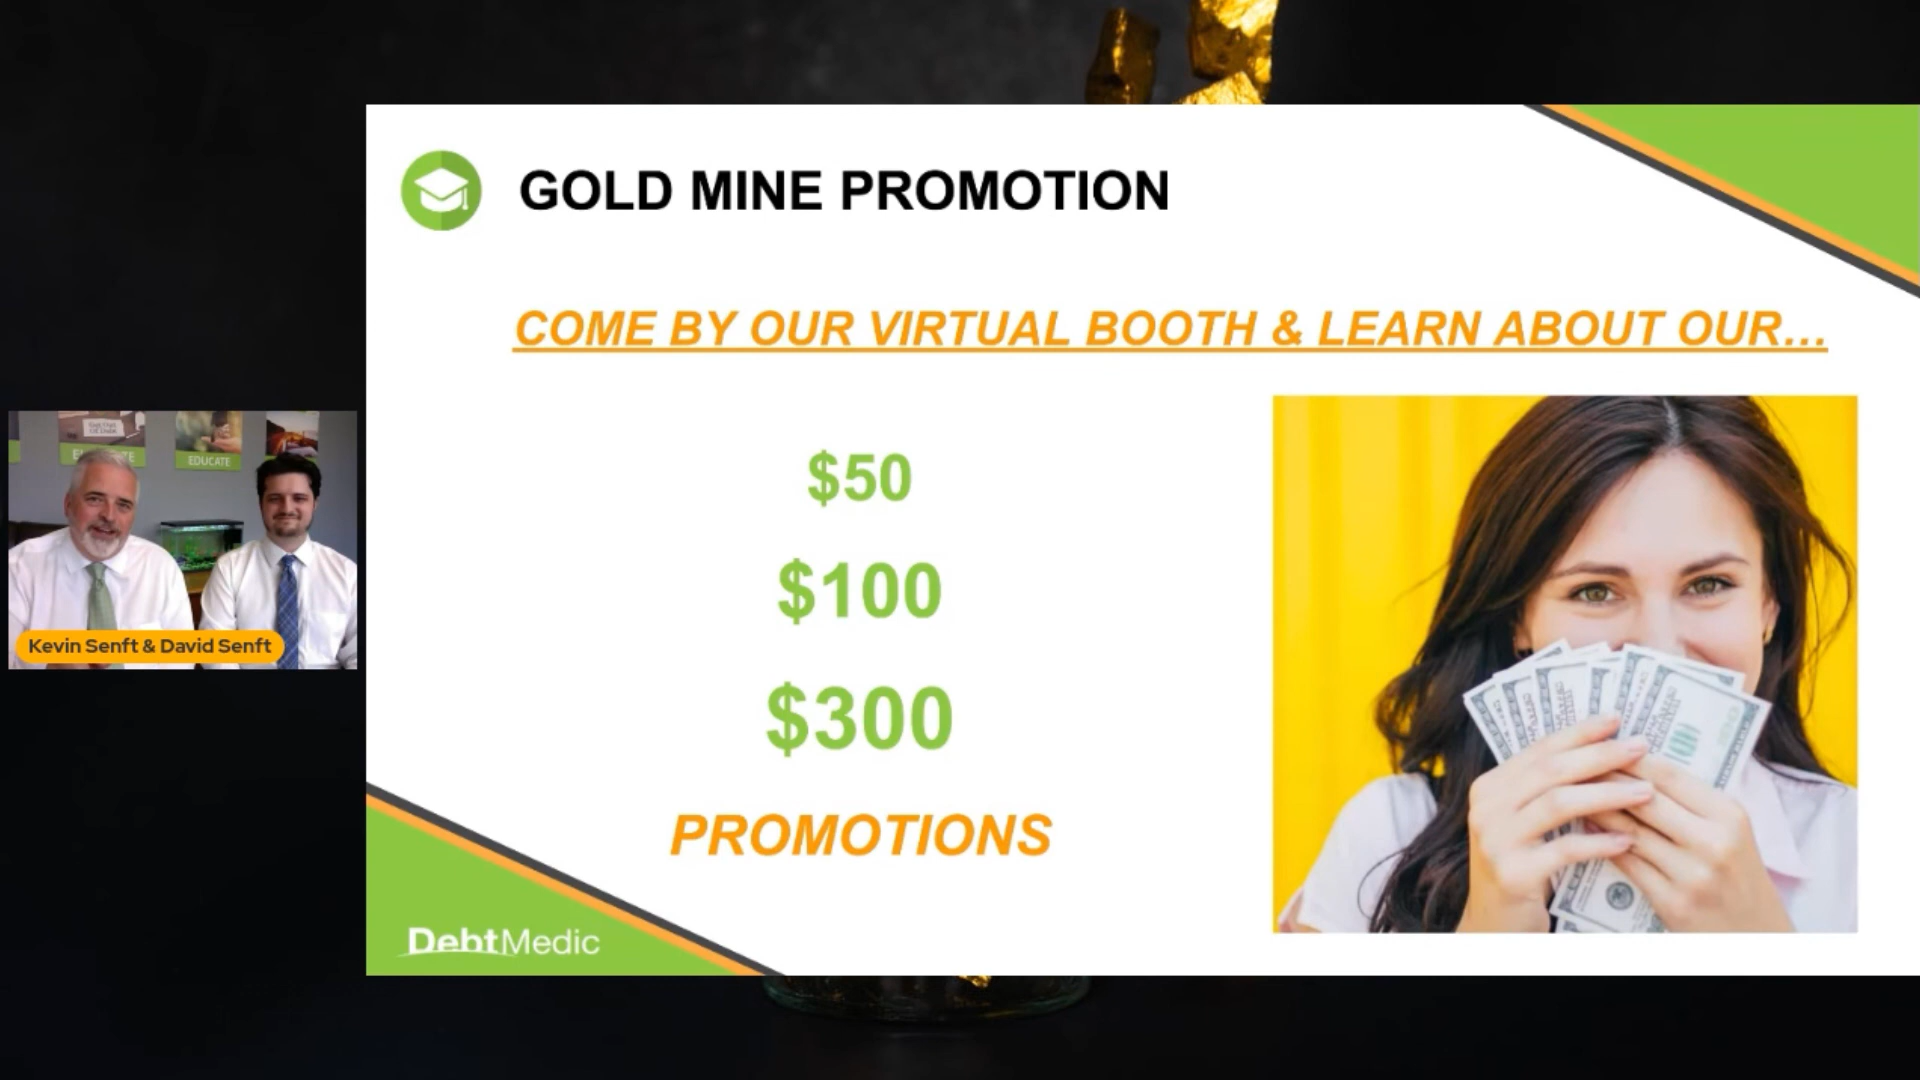 GOLD MINE PROMOTION
COME BY OUR VIRTUAL BOOTH & LEARN ABOUT OUR...
$50
$100
$300
PROMOTIONS
DebtMedic
EDUCATE
Kevin Senft & David Senft
100